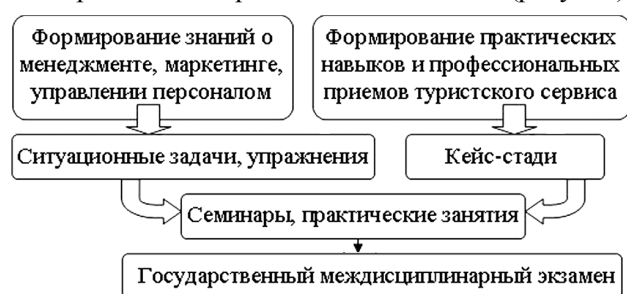 Формирование знаний о
менеджменте, маркетинге,
управлении персоналом
Формирование практических
навыков и профессиональных
приемов туристского сервиса
Ситуационные задачи, упражнения
Кейс-стади
Семинары, практические занятия
Государственный междисциплинарный экзамен